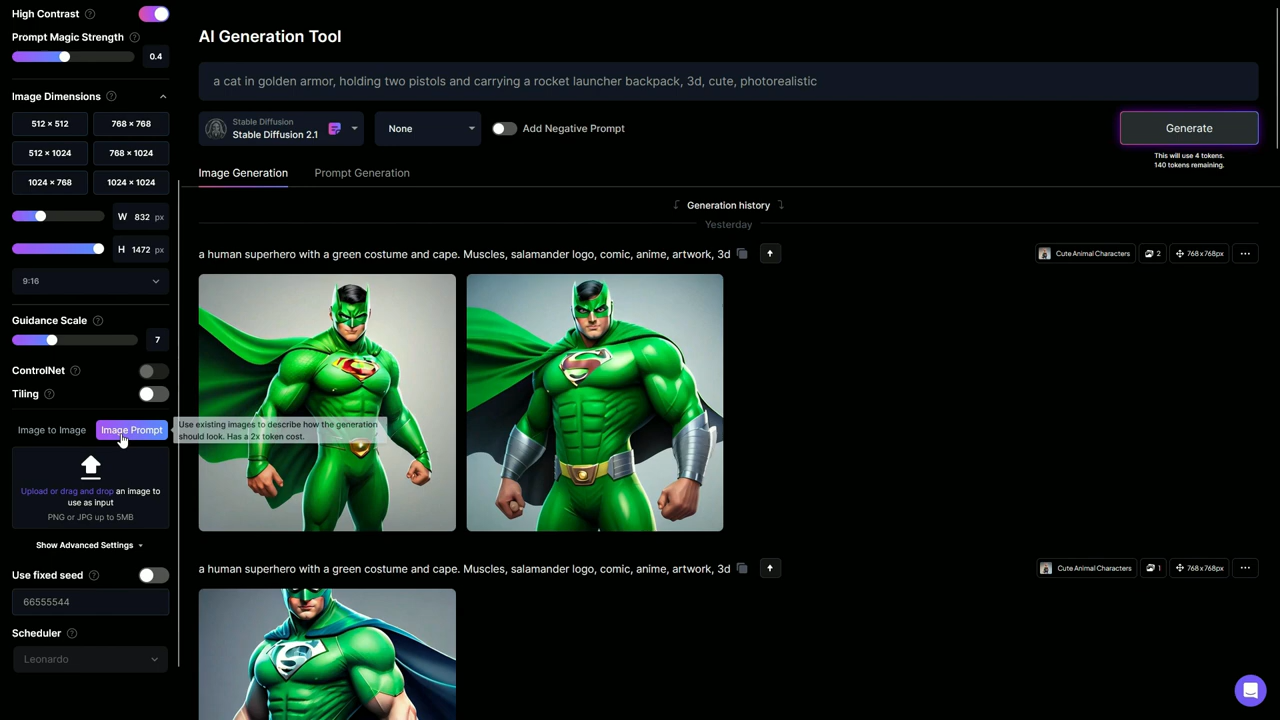 High Contrast
Prompt Magic Strength
0.4
Image Dimensions
512 × 512
768 × 768
512 × 1024
768 × 1024
1024 × 768
1024 × 1024
W 832 px
H 1472 px
9:16
Guidance Scale
7
ControlNet
Tiling
Image to Image
Image Prompt
Use existing images to describe how the generation
should look. Has a 2x token cost.
Upload or drag and drop an image to
use as input
PNG or JPG up to 5MB
Show Advanced Settings
Use fixed seed
66555544
Scheduler
Leonardo
AI Generation Tool
a cat in golden armor, holding two pistols and carrying a rocket launcher backpack, 3d, cute, photorealistic
Stable Diffusion
Stable Diffusion 2.1
None
Add Negative Prompt
Generate
This will use 4 tokens.
140 tokens remaining.
Image Generation
Prompt Generation
Generation history
Yesterday
a human superhero with a green costume and cape. Muscles, salamander logo, comic, anime, artwork, 3d
Cute Animal Characters
2
768x768px
a human superhero with a green costume and cape. Muscles, salamander logo, comic, anime, artwork, 3d
Cute Animal Characters
1
768x768px